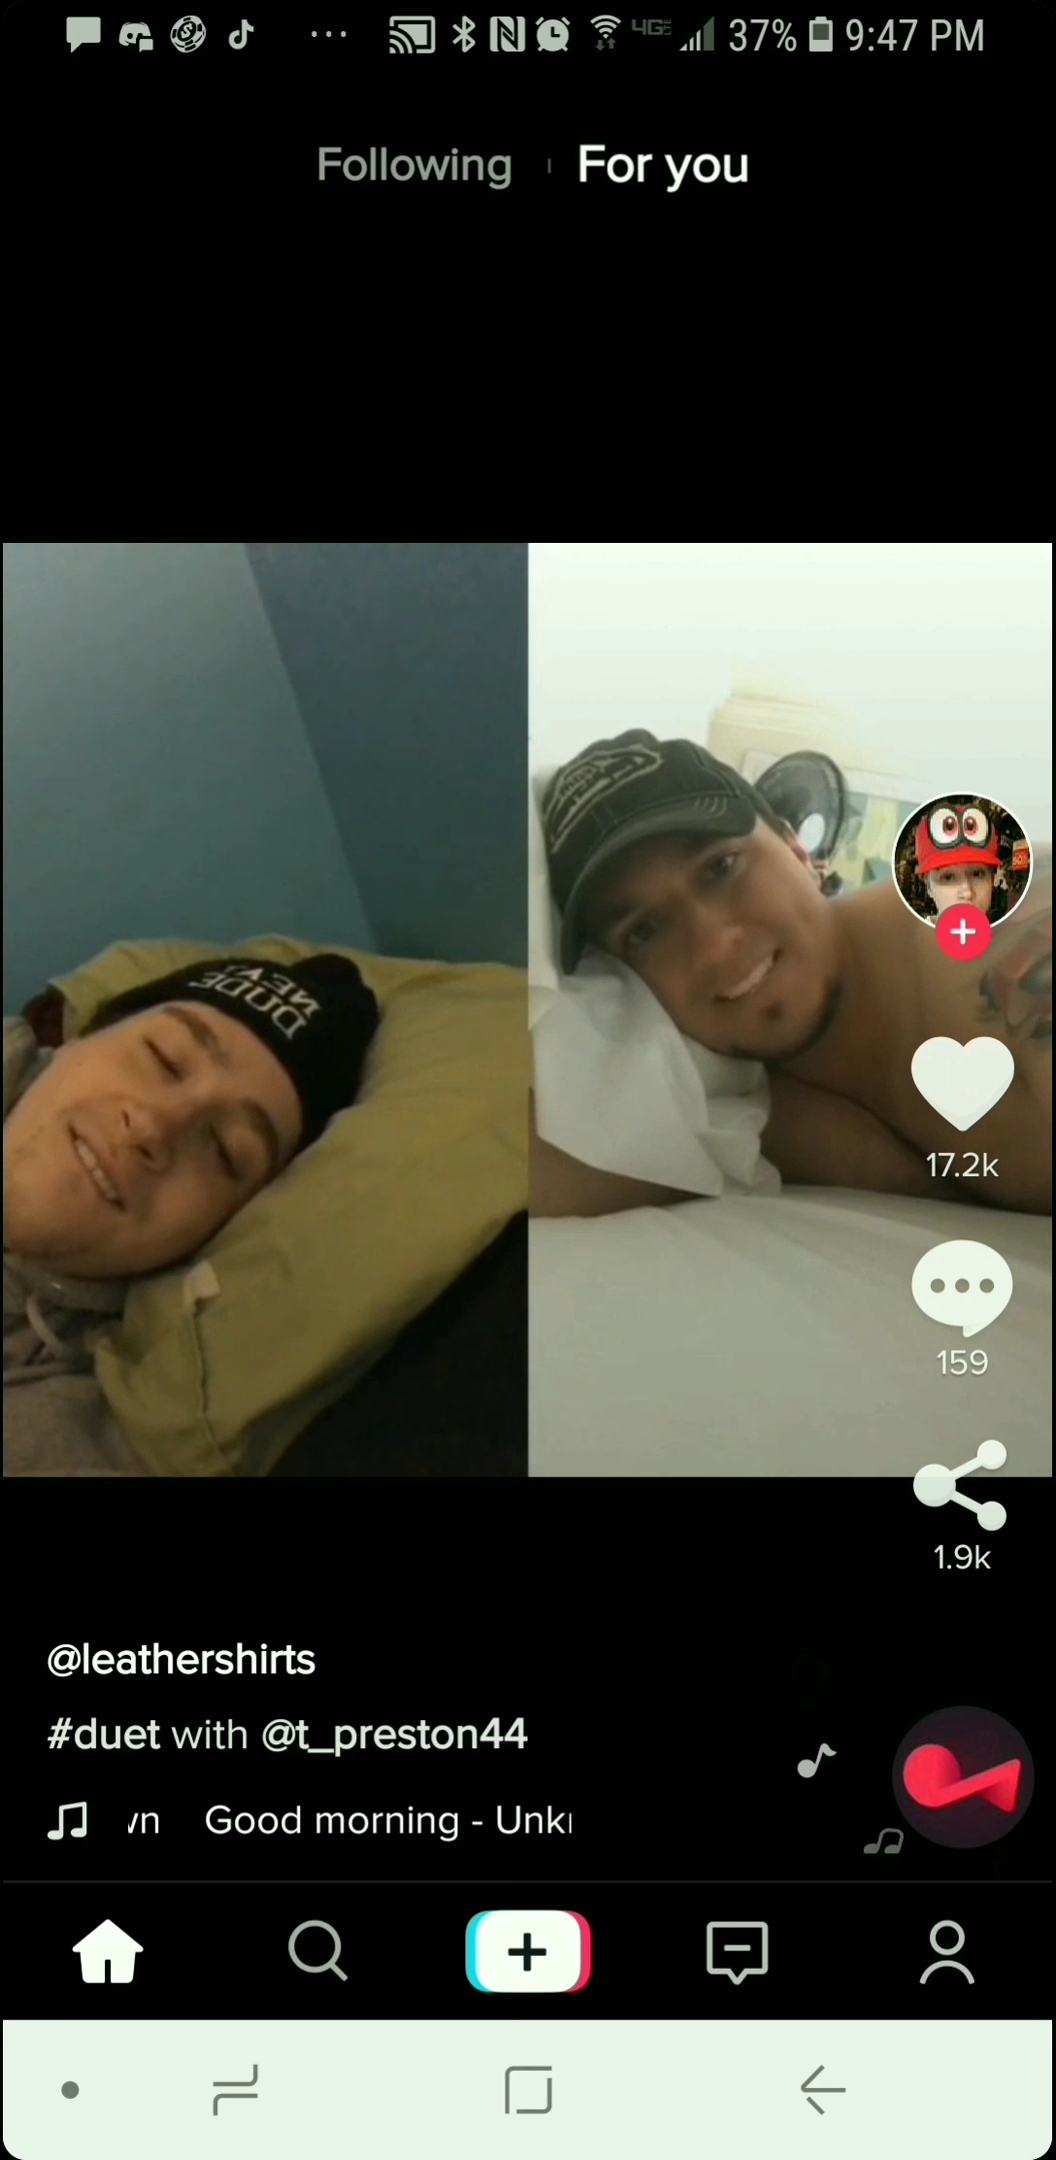 37% 9:47 PM
Following For you
DUDE
17.2k
159
1.9k
@leathershirts
#duet with @t_preston44
Good morning -